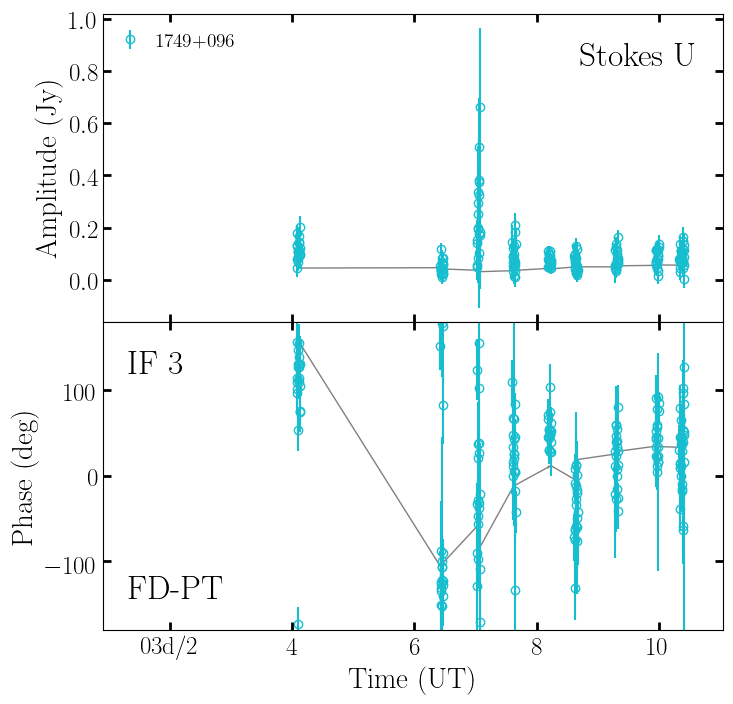 1749+096
Stokes U
Amplitude (Jy)
1.0
0.8
0.6
0.4
0.2
0.0
IF 3
FD-PT
Phase (deg)
100
0
−100
03d/2
4
6
8
10
Time (UT)